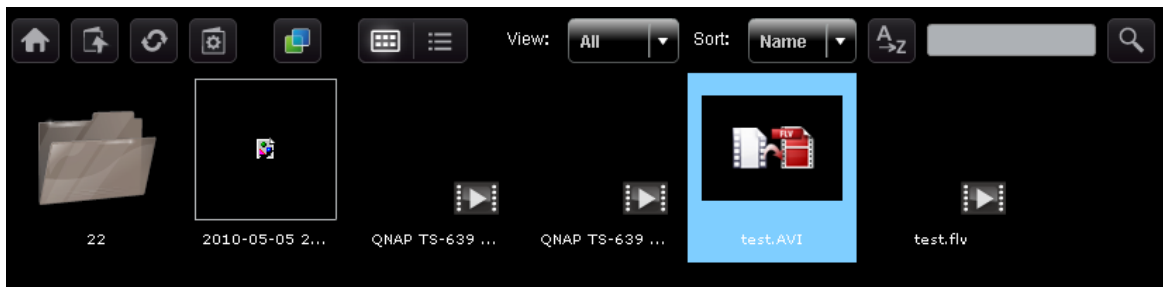 View: All Sort: Name A→Z
FLV
22 2010-05-05 2... QNAP TS-639 ... QNAP TS-639 ... test.AVI test.flv